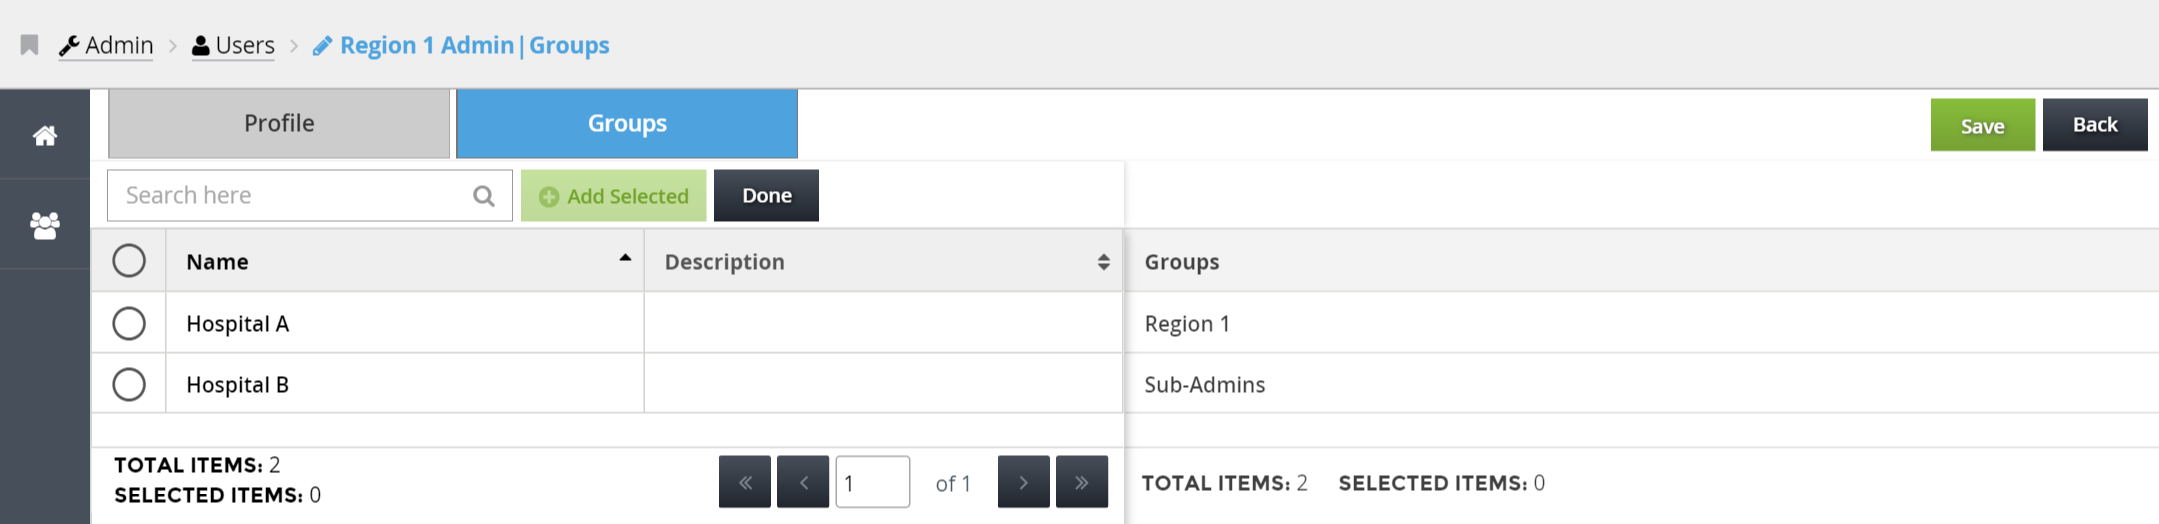 Admin > Users > Region 1 Admin | Groups
Profile Groups Save Back
Search here Add Selected Done
Name Description Groups
Hospital A Region 1
Hospital B Sub-Admins
TOTAL ITEMS: 2
SELECTED ITEMS: 0
« < 1 of 1 > »
TOTAL ITEMS: 2 SELECTED ITEMS: 0